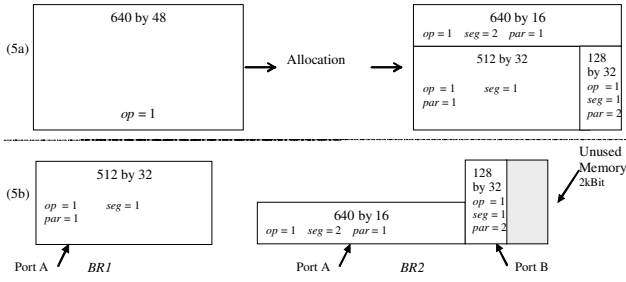 640 by 48
(5a)
op = 1
Allocation
640 by 16
op = 1 seg = 2 par = 1
512 by 32
op = 1 seg = 1
par = 1
128
by 32
op = 1
seg = 1
par = 2
(5b)
512 by 32
op = 1 seg = 1
par = 1
Port A BR1
640 by 16
op = 1 seg = 2 par = 1
128
by 32
op = 1
seg = 1
par = 2
Port A BR2 Port B
Unused
Memory
2kBit